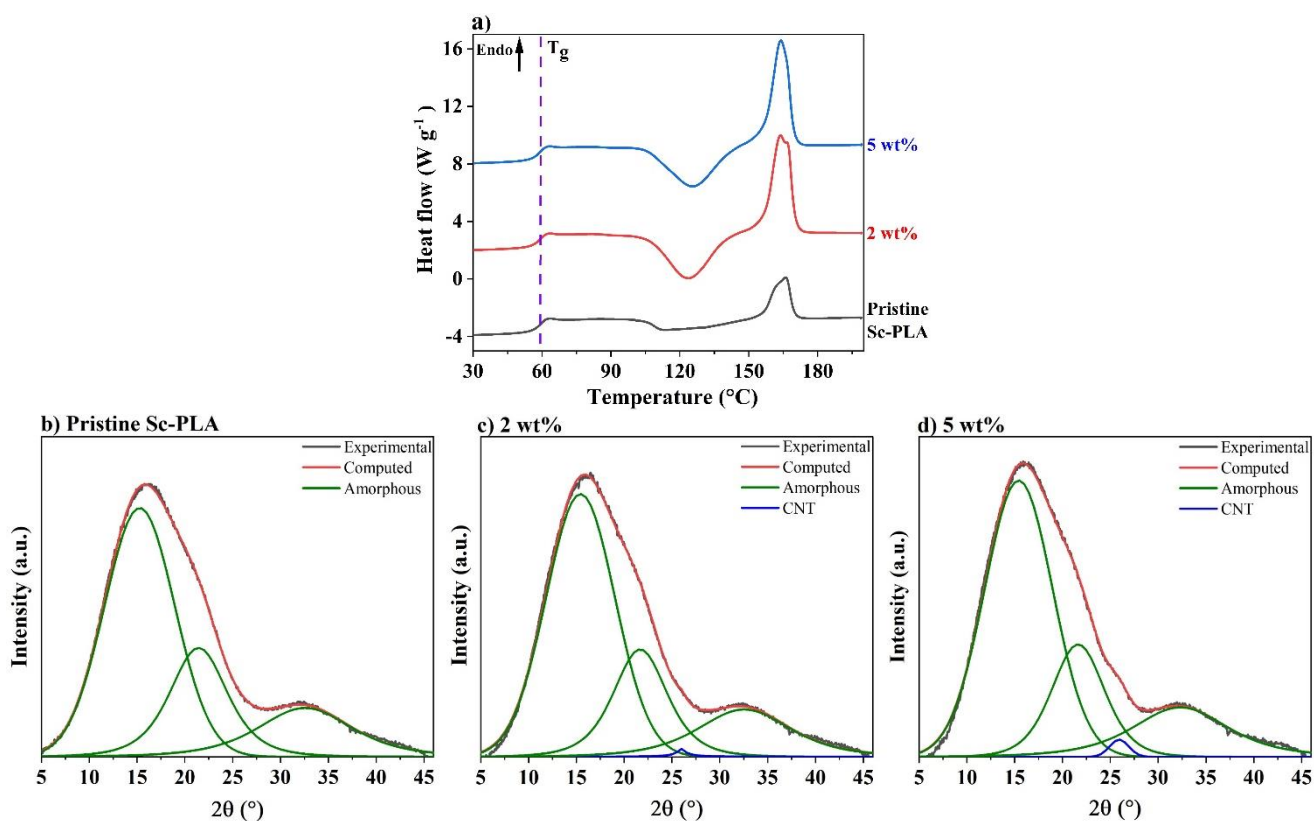 a)
Endo
Tg
Heat flow (W g-1 )
16
12
8
4
0
-4
5 wt%
2 wt%
Pristine
Sc-PLA
30 60 90 120 150 180
Temperature (°C)
b) Pristine Sc-PLA
Experimental
Computed
Amorphous
Intensity (a.u.)
5 10 15 20 25 30 35 40 45
2θ (°)
c) 2 wt%
Experimental
Computed
Amorphous
CNT
Intensity (a.u.)
5 10 15 20 25 30 35 40 45
2θ (°)
d) 5 wt%
Experimental
Computed
Amorphous
CNT
Intensity (a.u.)
5 10 15 20 25 30 35 40 45
2θ (°)